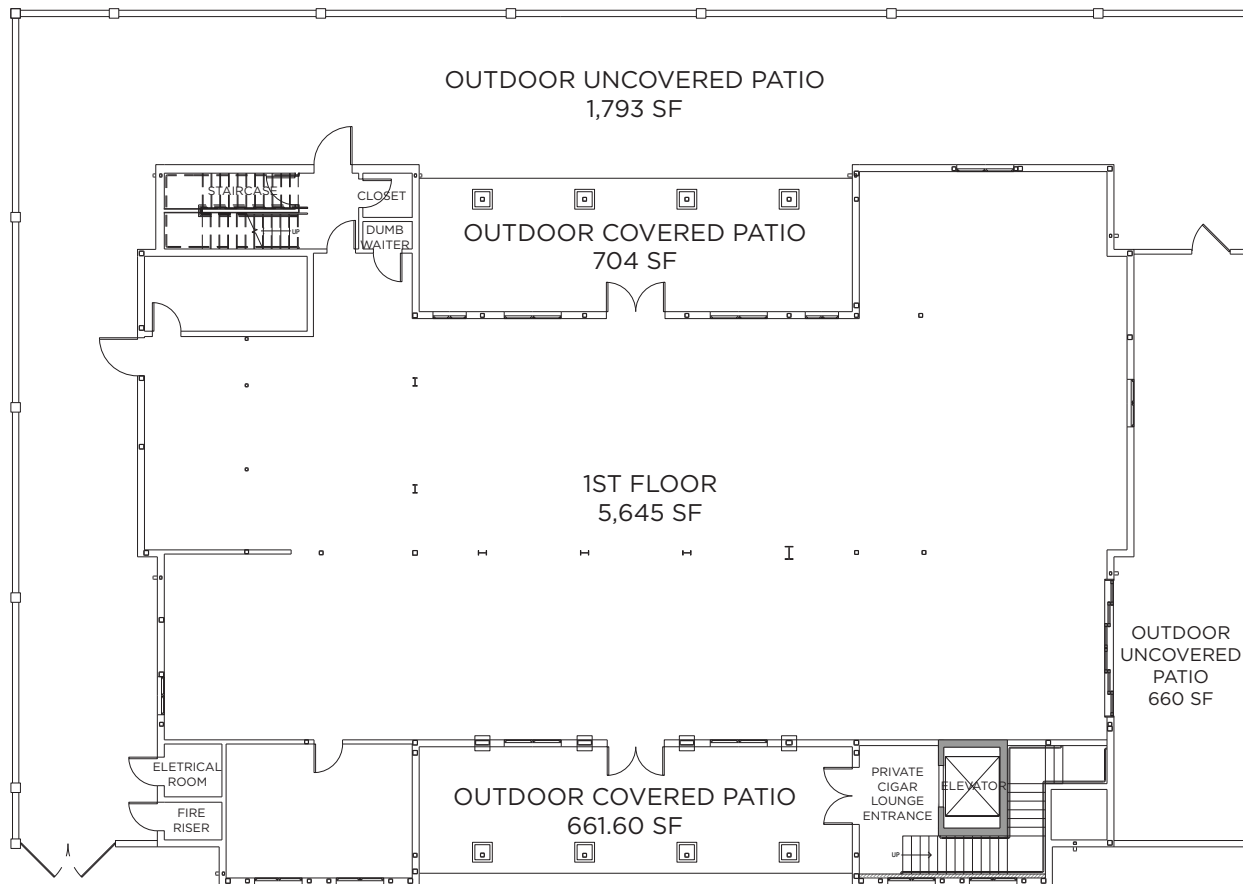 OUTDOOR UNCOVERED PATIO
1,793 SF
STAIRCASE
UP
CLOSET
DUMB
WAITER
OUTDOOR COVERED PATIO
704 SF
1ST FLOOR
5,645 SF
OUTDOOR
UNCOVERED
PATIO
660 SF
ELETRICAL
ROOM
FIRE
RISER
OUTDOOR COVERED PATIO
661.60 SF
PRIVATE
CIGAR
LOUNGE
ENTRANCE
ELEVATOR
UP